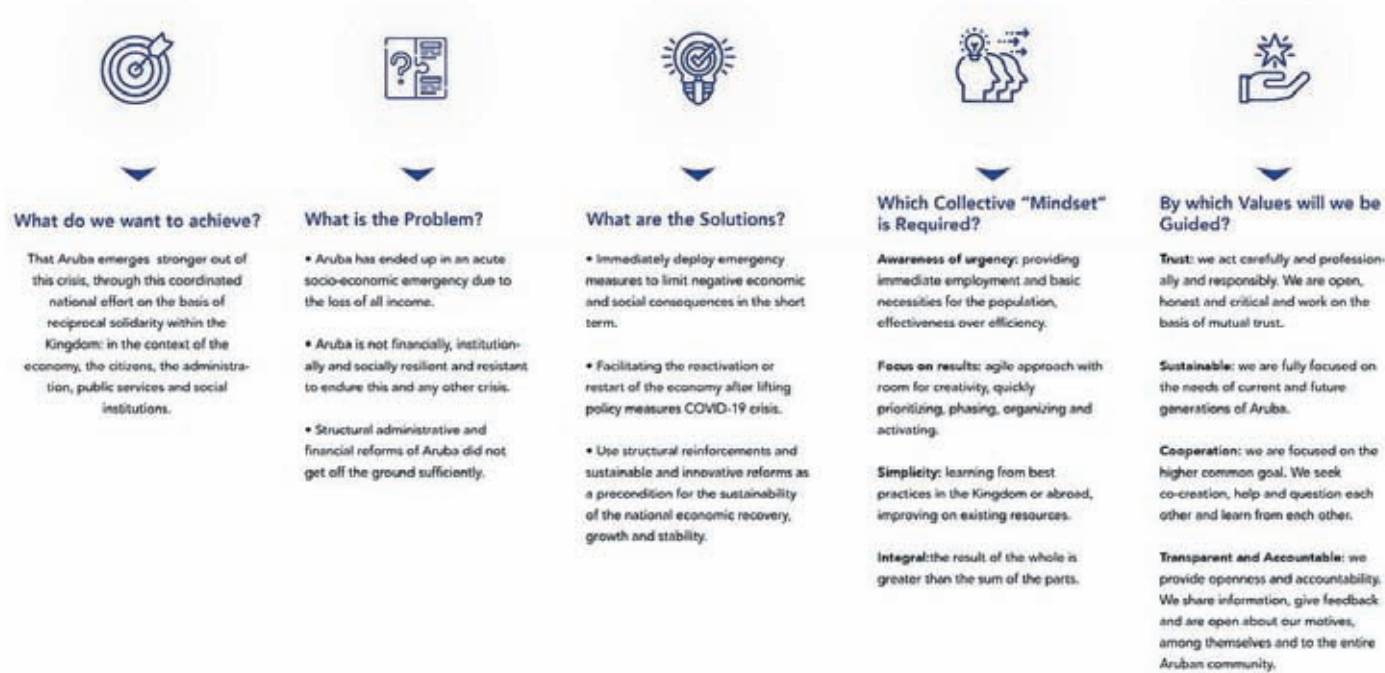 What do we want to achieve?
That Aruba emerges stronger out of
this crisis, through this coordinated
national effort on the basis of
reciprocal solidarity within the
Kingdom: in the context of the
economy, the citizens, the administra-
tion, public services and social
institutions.
What is the Problem?
• Aruba has ended up in an acute
socio-economic emergency due to
the loss of all income.
• Aruba is not financially, institution-
ally and socially resilient and resistant
to endure this and any other crisis.
• Structural administrative and
financial reforms of Aruba did not
get off the ground sufficiently.
What are the Solutions?
• Immediately deploy emergency
measures to limit negative economic
and social consequences in the short
term.
• Facilitating the reactivation or
restart of the economy after lifting
policy measures COVID-19 crisis.
• Use structural reinforcements and
sustainable and innovative reforms as
a precondition for the sustainability
of the national economic recovery,
growth and stability.
Which Collective "Mindset"
is Required?
Awareness of urgency: providing
immediate employment and basic
necessities for the population,
effectiveness over efficiency.
Focus on results: agile approach with
room for creativity, quickly
prioritizing, phasing, organizing and
activating.
Simplicity: learning from best
practices in the Kingdom or abroad,
improving on existing resources.
Integral:the result of the whole is
greater than the sum of the parts.
By which Values will we be
Guided?
Trust: we act carefully and profession-
ally and responsibly. We are open,
honest and critical and work on the
basis of mutual trust.
Sustainable: we are fully focused on
the needs of current and future
generations of Aruba.
Cooperation: we are focused on the
higher common goal. We seek
co-creation, help and question each
other and learn from each other.
Transparent and Accountable: we
provide openness and accountability.
We share information, give feedback
and are open about our motives,
among themselves and to the entire
Aruban community.